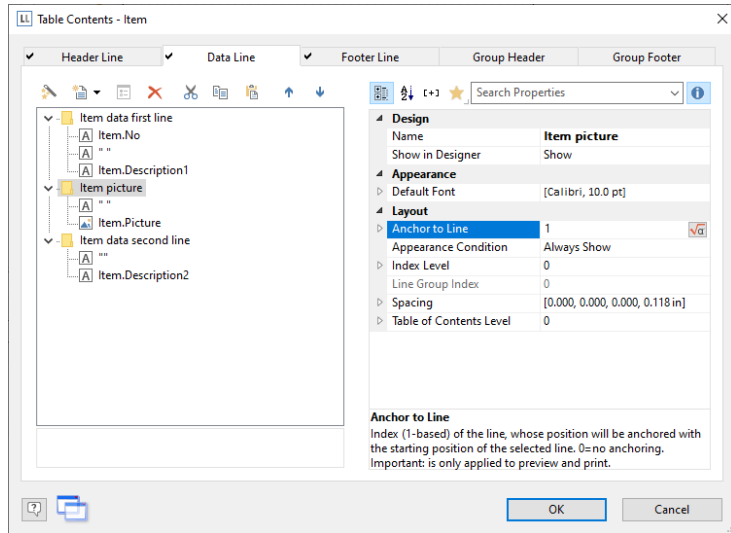 LL Table Contents - Item
Header Line
Data Line
Footer Line
Group Header
Group Footer
Search Properties
Item data first line
A Item.No
A " "
A Item.Description1
Item picture
A " "
Item.Picture
Item data second line
A ""
A Item.Description2
Design
Name Item picture
Show in Designer Show
Appearance
Default Font [Calibri, 10.0 pt]
Layout
Anchor to Line 1
Appearance Condition Always Show
Index Level 0
Line Group Index 0
Spacing [0.000, 0.000, 0.000, 0.118 in]
Table of Contents Level 0
Anchor to Line
Index (1-based) of the line, whose position will be anchored with
the starting position of the selected line. 0=no anchoring.
Important: is only applied to preview and print.
OK
Cancel